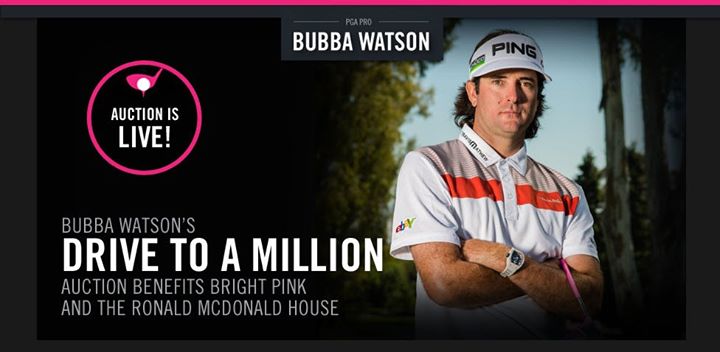 PGA PRO
BUBBA WATSON
PING
AUCTION IS
LIVE!
TRAVISMATHEW
ebay
BUBBA WATSON'S
DRIVE TO A MILLION
AUCTION BENEFITS BRIGHT PINK
AND THE RONALD MCDONALD HOUSE